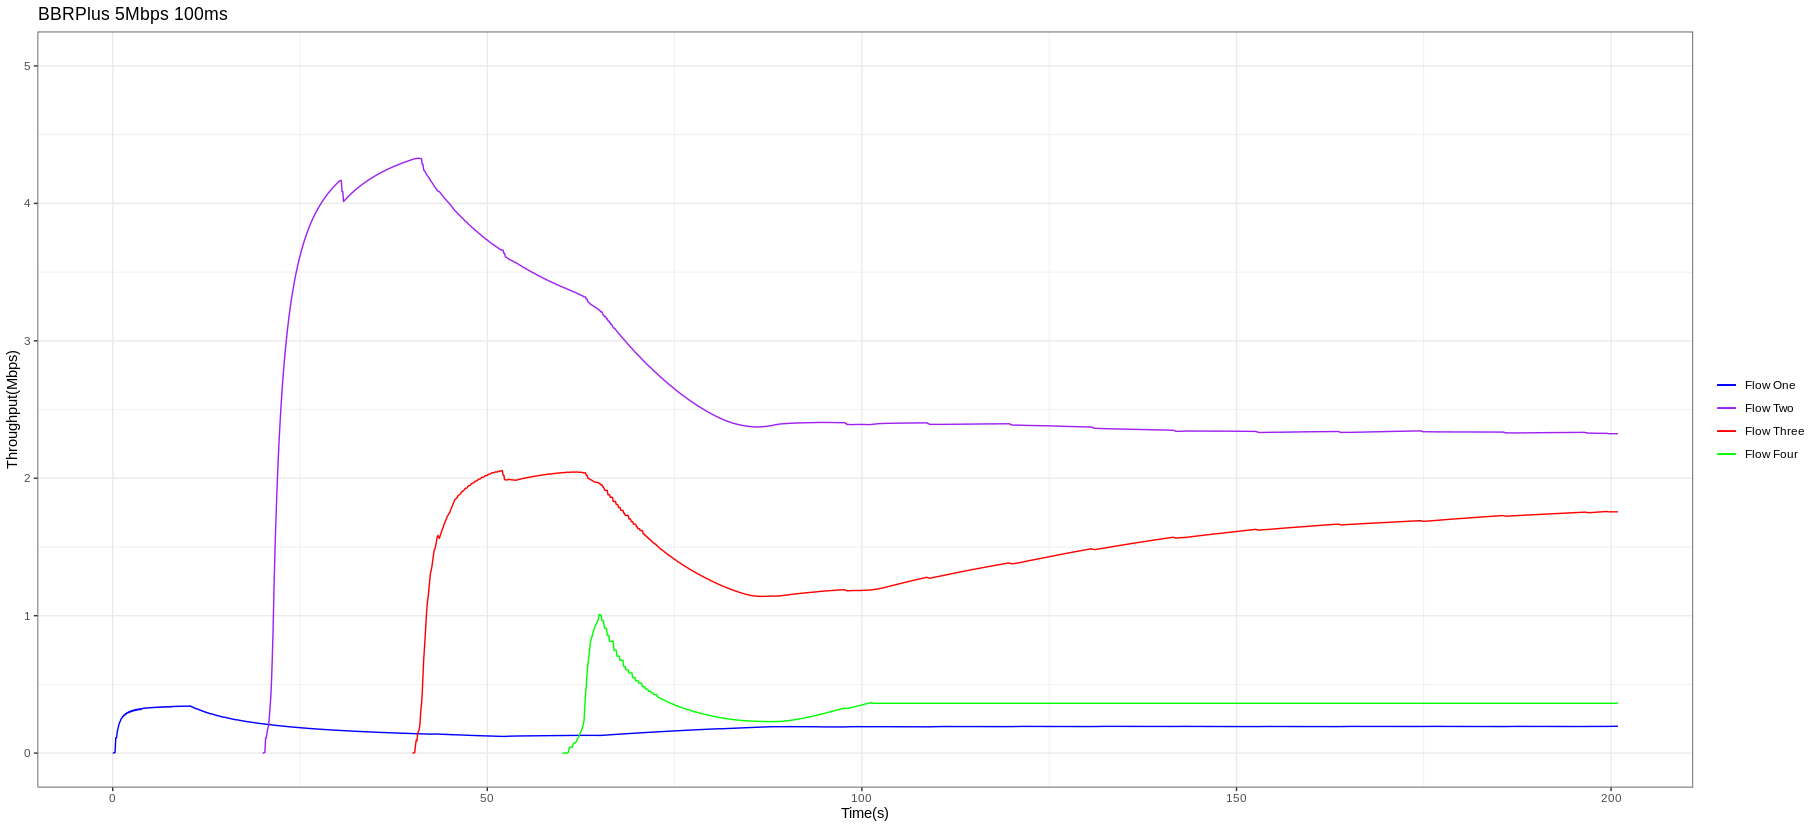 BBRPlus 5Mbps 100ms
5
4
3
2
1
0
Throughput(Mbps)
0 50 100 150 200
Time(s)
Flow One
Flow Two
Flow Three
Flow Four